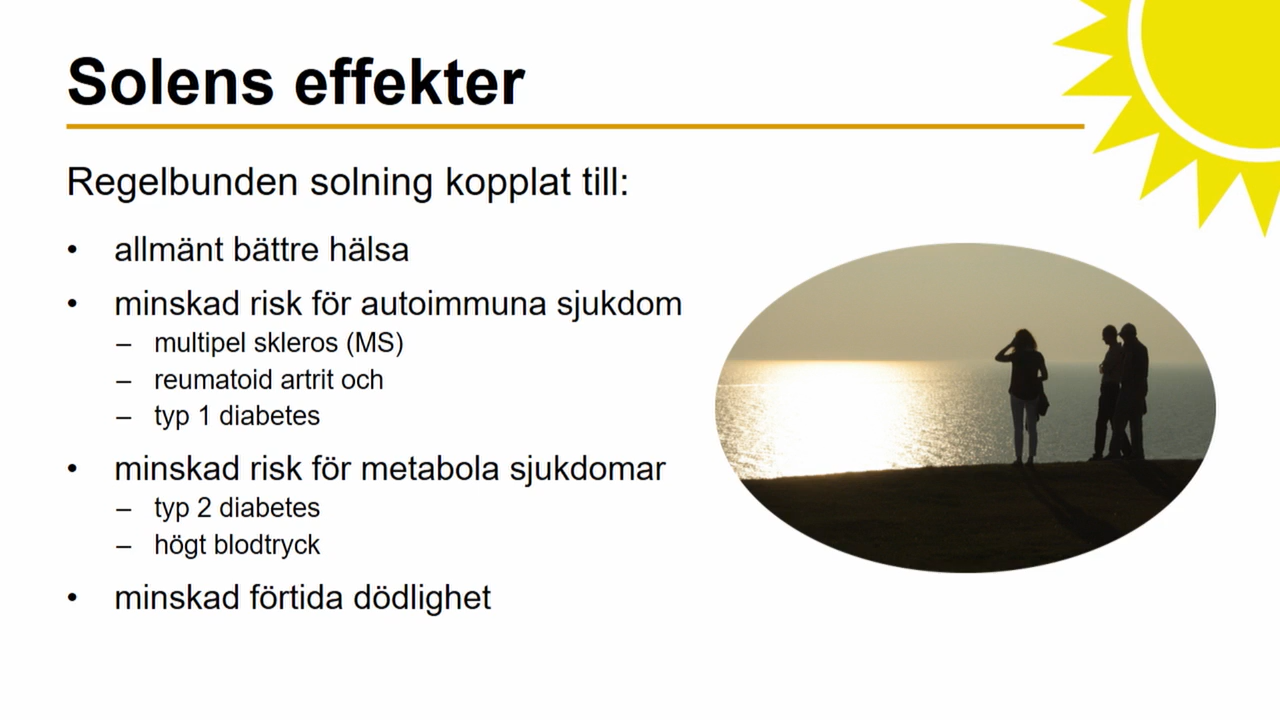 Solens effekter
Regelbunden solning kopplat till:
• allmänt bättre hälsa
• minskad risk för autoimmuna sjukdom
– multipel skleros (MS)
– reumatoid artrit och
– typ 1 diabetes
• minskad risk för metabola sjukdomar
– typ 2 diabetes
– högt blodtryck
• minskad förtida dödlighet